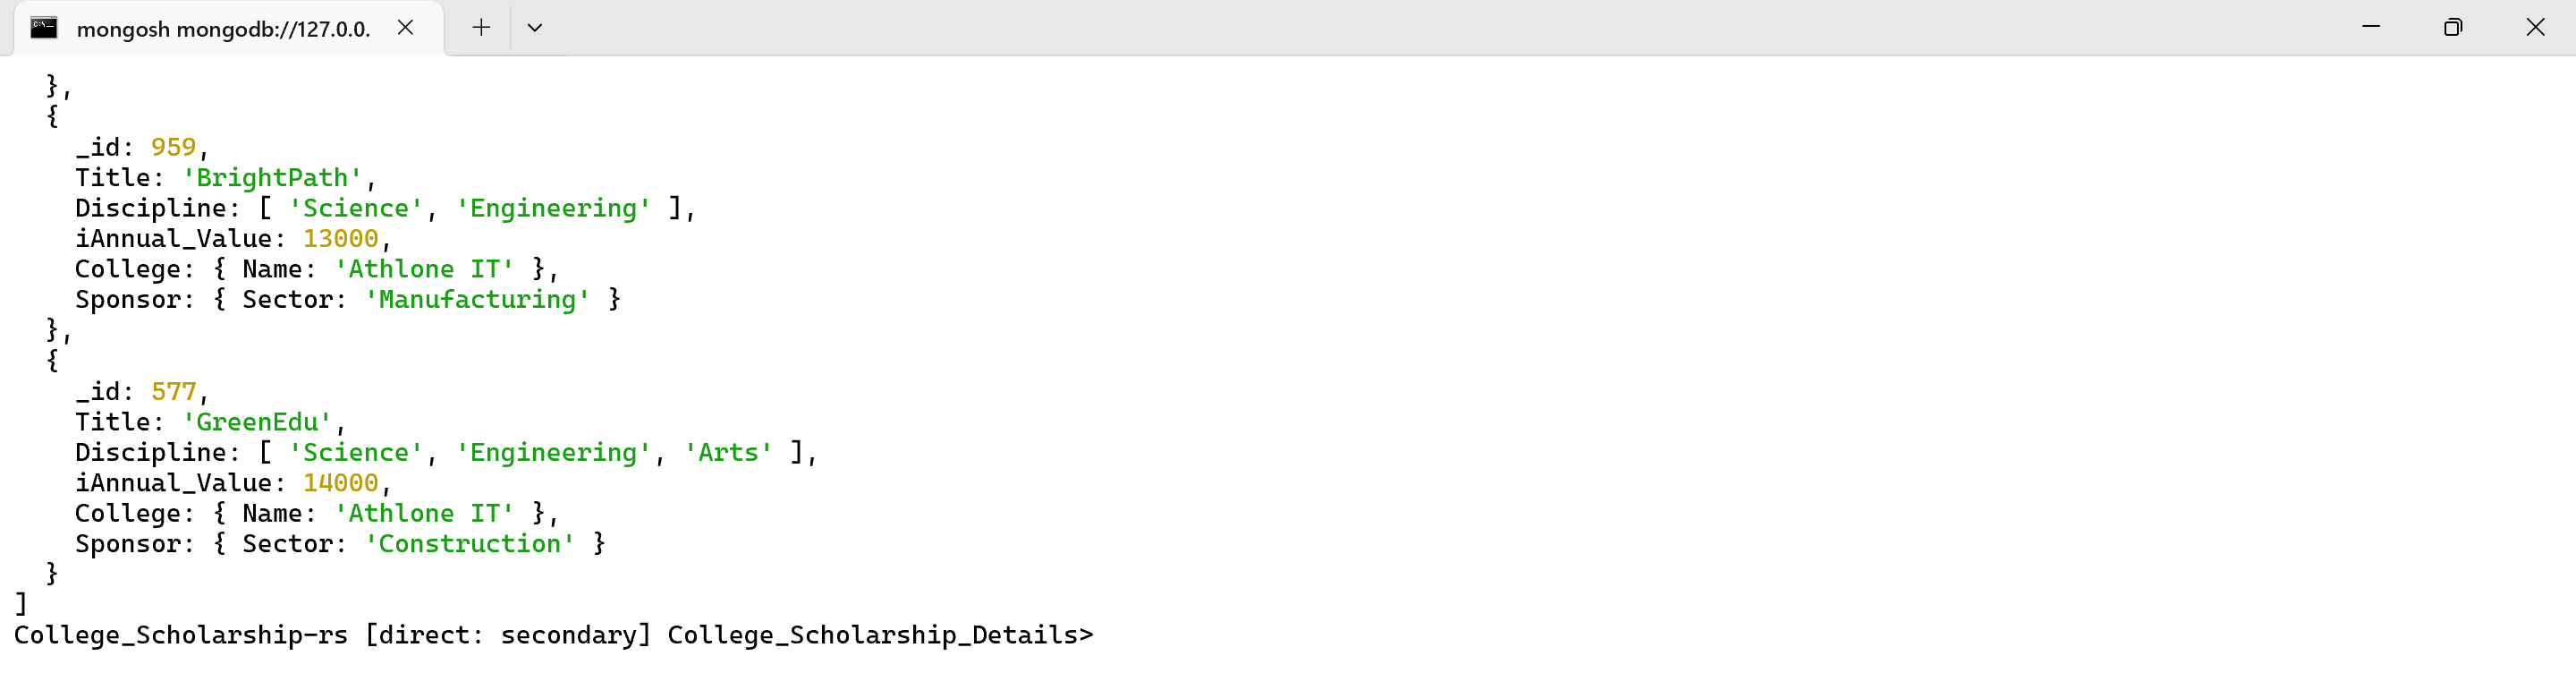 mongosh mongodb://127.0.0.
},
{
_id: 959,
Title: 'BrightPath',
Discipline: [ 'Science', 'Engineering' ],
iAnnual_Value: 13000,
College: { Name: 'Athlone IT' },
Sponsor: { Sector: 'Manufacturing' }
},
{
_id: 577,
Title: 'GreenEdu',
Discipline: [ 'Science', 'Engineering', 'Arts' ],
iAnnual_Value: 14000,
College: { Name: 'Athlone IT' },
Sponsor: { Sector: 'Construction' }
}
]
College_Scholarship-rs [direct: secondary] College_Scholarship_Details>